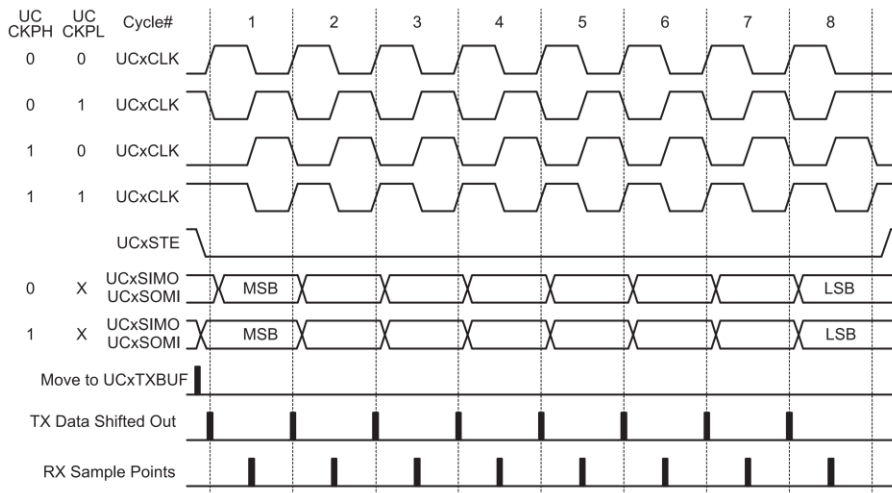 UC CKPH UC CKPL Cycle# 1 2 3 4 5 6 7 8
0 0 UCxCLK
0 1 UCxCLK
1 0 UCxCLK
1 1 UCxCLK
UCxSTE
0 X UCxSIMO UCxSOMI MSB LSB
1 X UCxSIMO UCxSOMI MSB LSB
Move to UCxTXBUF
TX Data Shifted Out
RX Sample Points